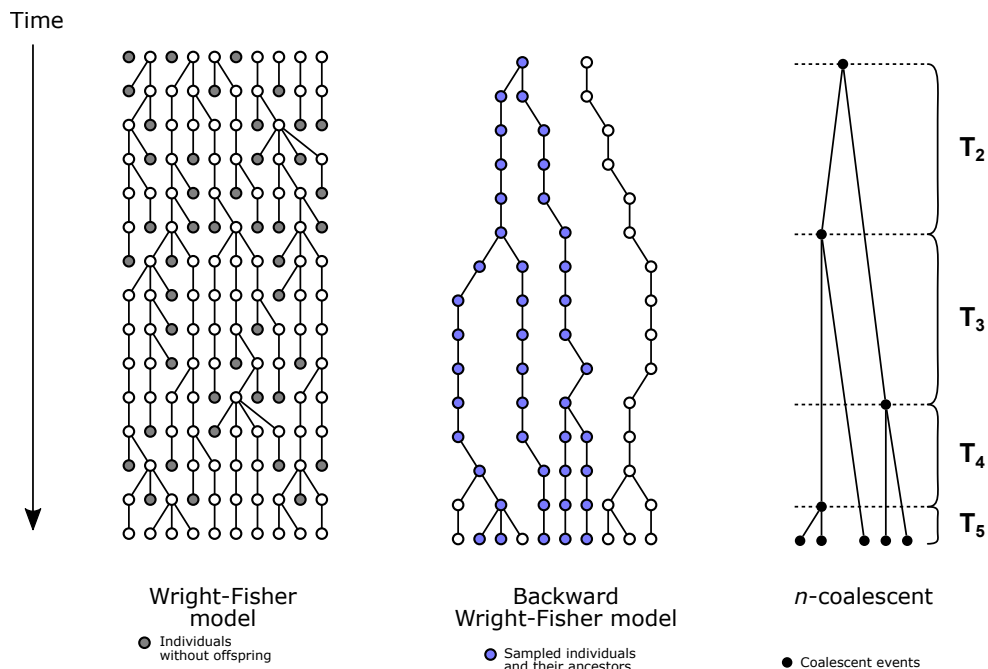 Time
T2
T3
T4
T5
Wright-Fisher
model
Individuals
without offspring
Backward
Wright-Fisher model
Sampled individuals
and their ancestors
n-coalescent
Coalescent events